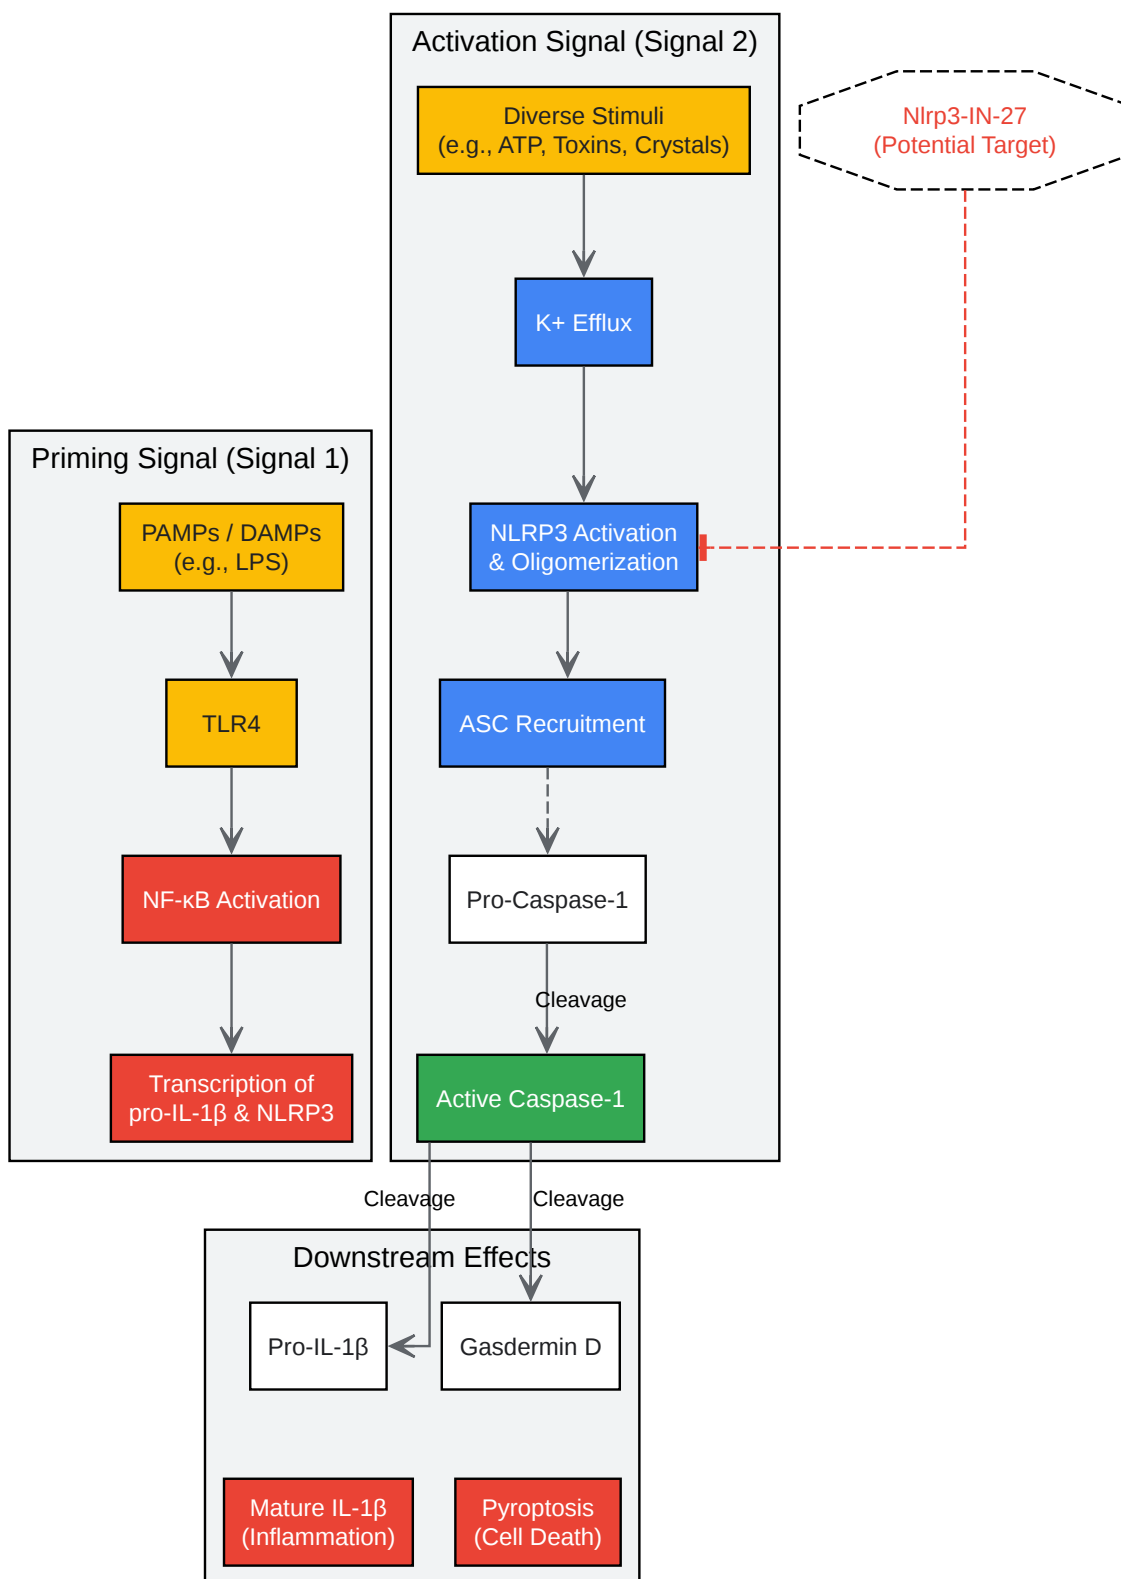 Activation Signal (Signal 2)
Diverse Stimuli
(e.g., ATP, Toxins, Crystals)
Nlrp3-IN-27
(Potential Target)
K+ Efflux
Priming Signal (Signal 1)
PAMPs / DAMPs
(e.g., LPS)
NLRP3 Activation
& Oligomerization
TLR4
ASC Recruitment
NF-κB Activation
Pro-Caspase-1
Cleavage
Transcription of
pro-IL-1β & NLRP3
Active Caspase-1
Cleavage
Cleavage
Downstream Effects
Pro-IL-1β
Gasdermin D
Mature IL-1β
(Inflammation)
Pyroptosis
(Cell Death)